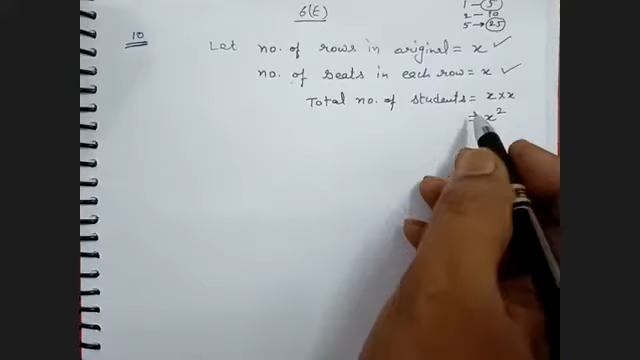 6(E)
1 – 5
2 – 10
5 → 25
10
Let no. of rows in original = x ✓
no. of seats in each row = x ✓
Total no. of students = x × x
= x²